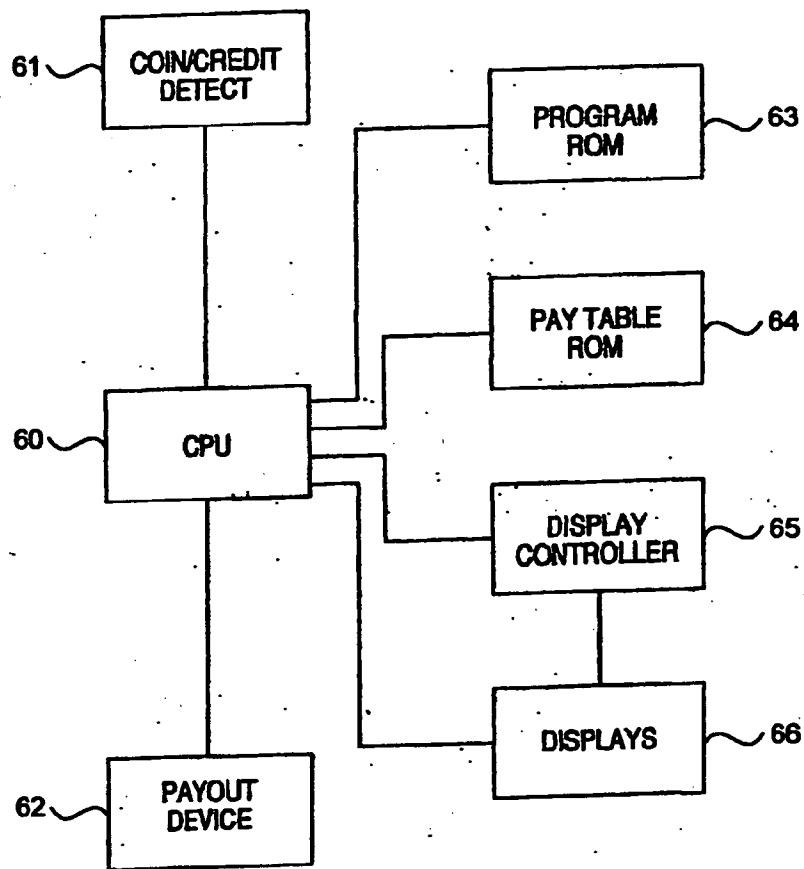 61
COIN/CREDIT
DETECT
PROGRAM
ROM
63
PAY TABLE
ROM
64
60
CPU
DISPLAY
CONTROLLER
65
DISPLAYS
66
62
PAYOUT
DEVICE